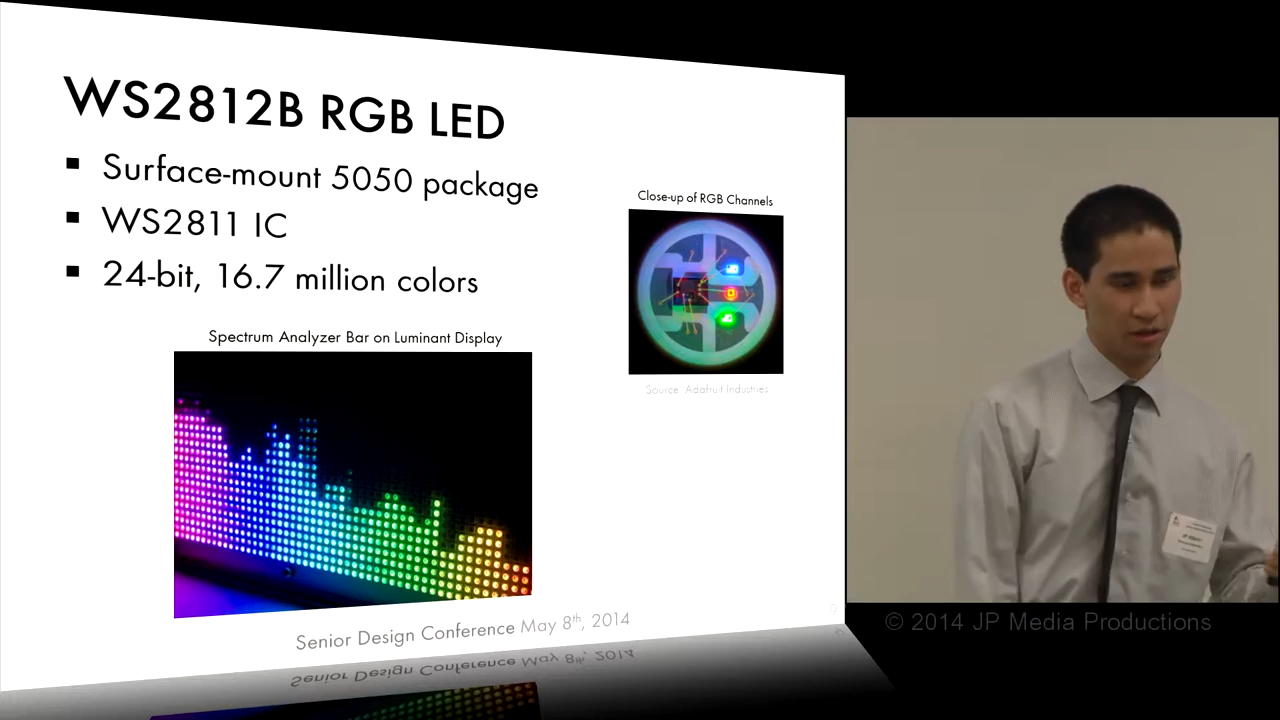 WS2812B RGB LED
▪ Surface-mount 5050 package
▪ WS2811 IC
▪ 24-bit, 16.7 million colors
Close-up of RGB Channels
Source: Adafruit Industries
Spectrum Analyzer Bar on Luminant Display
Senior Design Conference May 8th, 2014
9
© 2014 JP Media Productions